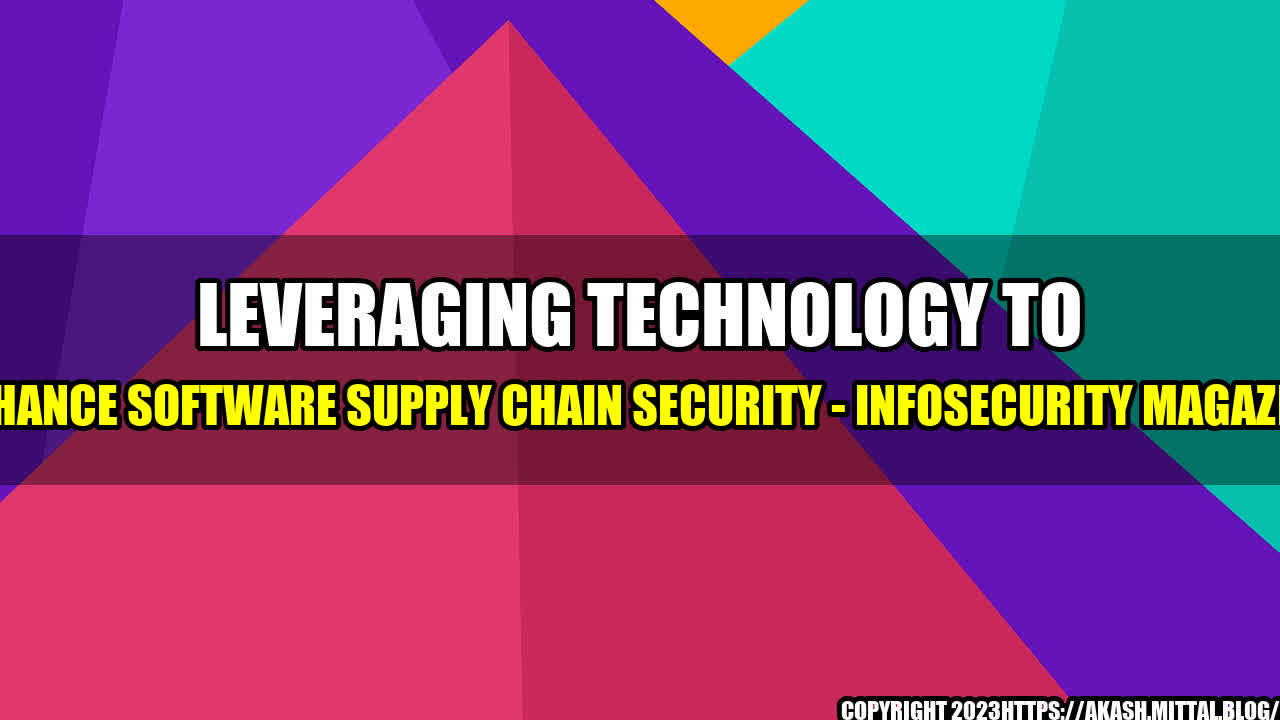 LEVERAGING TECHNOLOGY TO
HANCE SOFTWARE SUPPLY CHAIN SECURITY - INFOSECURITY MAGAZ
COPYRIGHT 2023HTTPS://AKASH.MITTAL.BLOG/